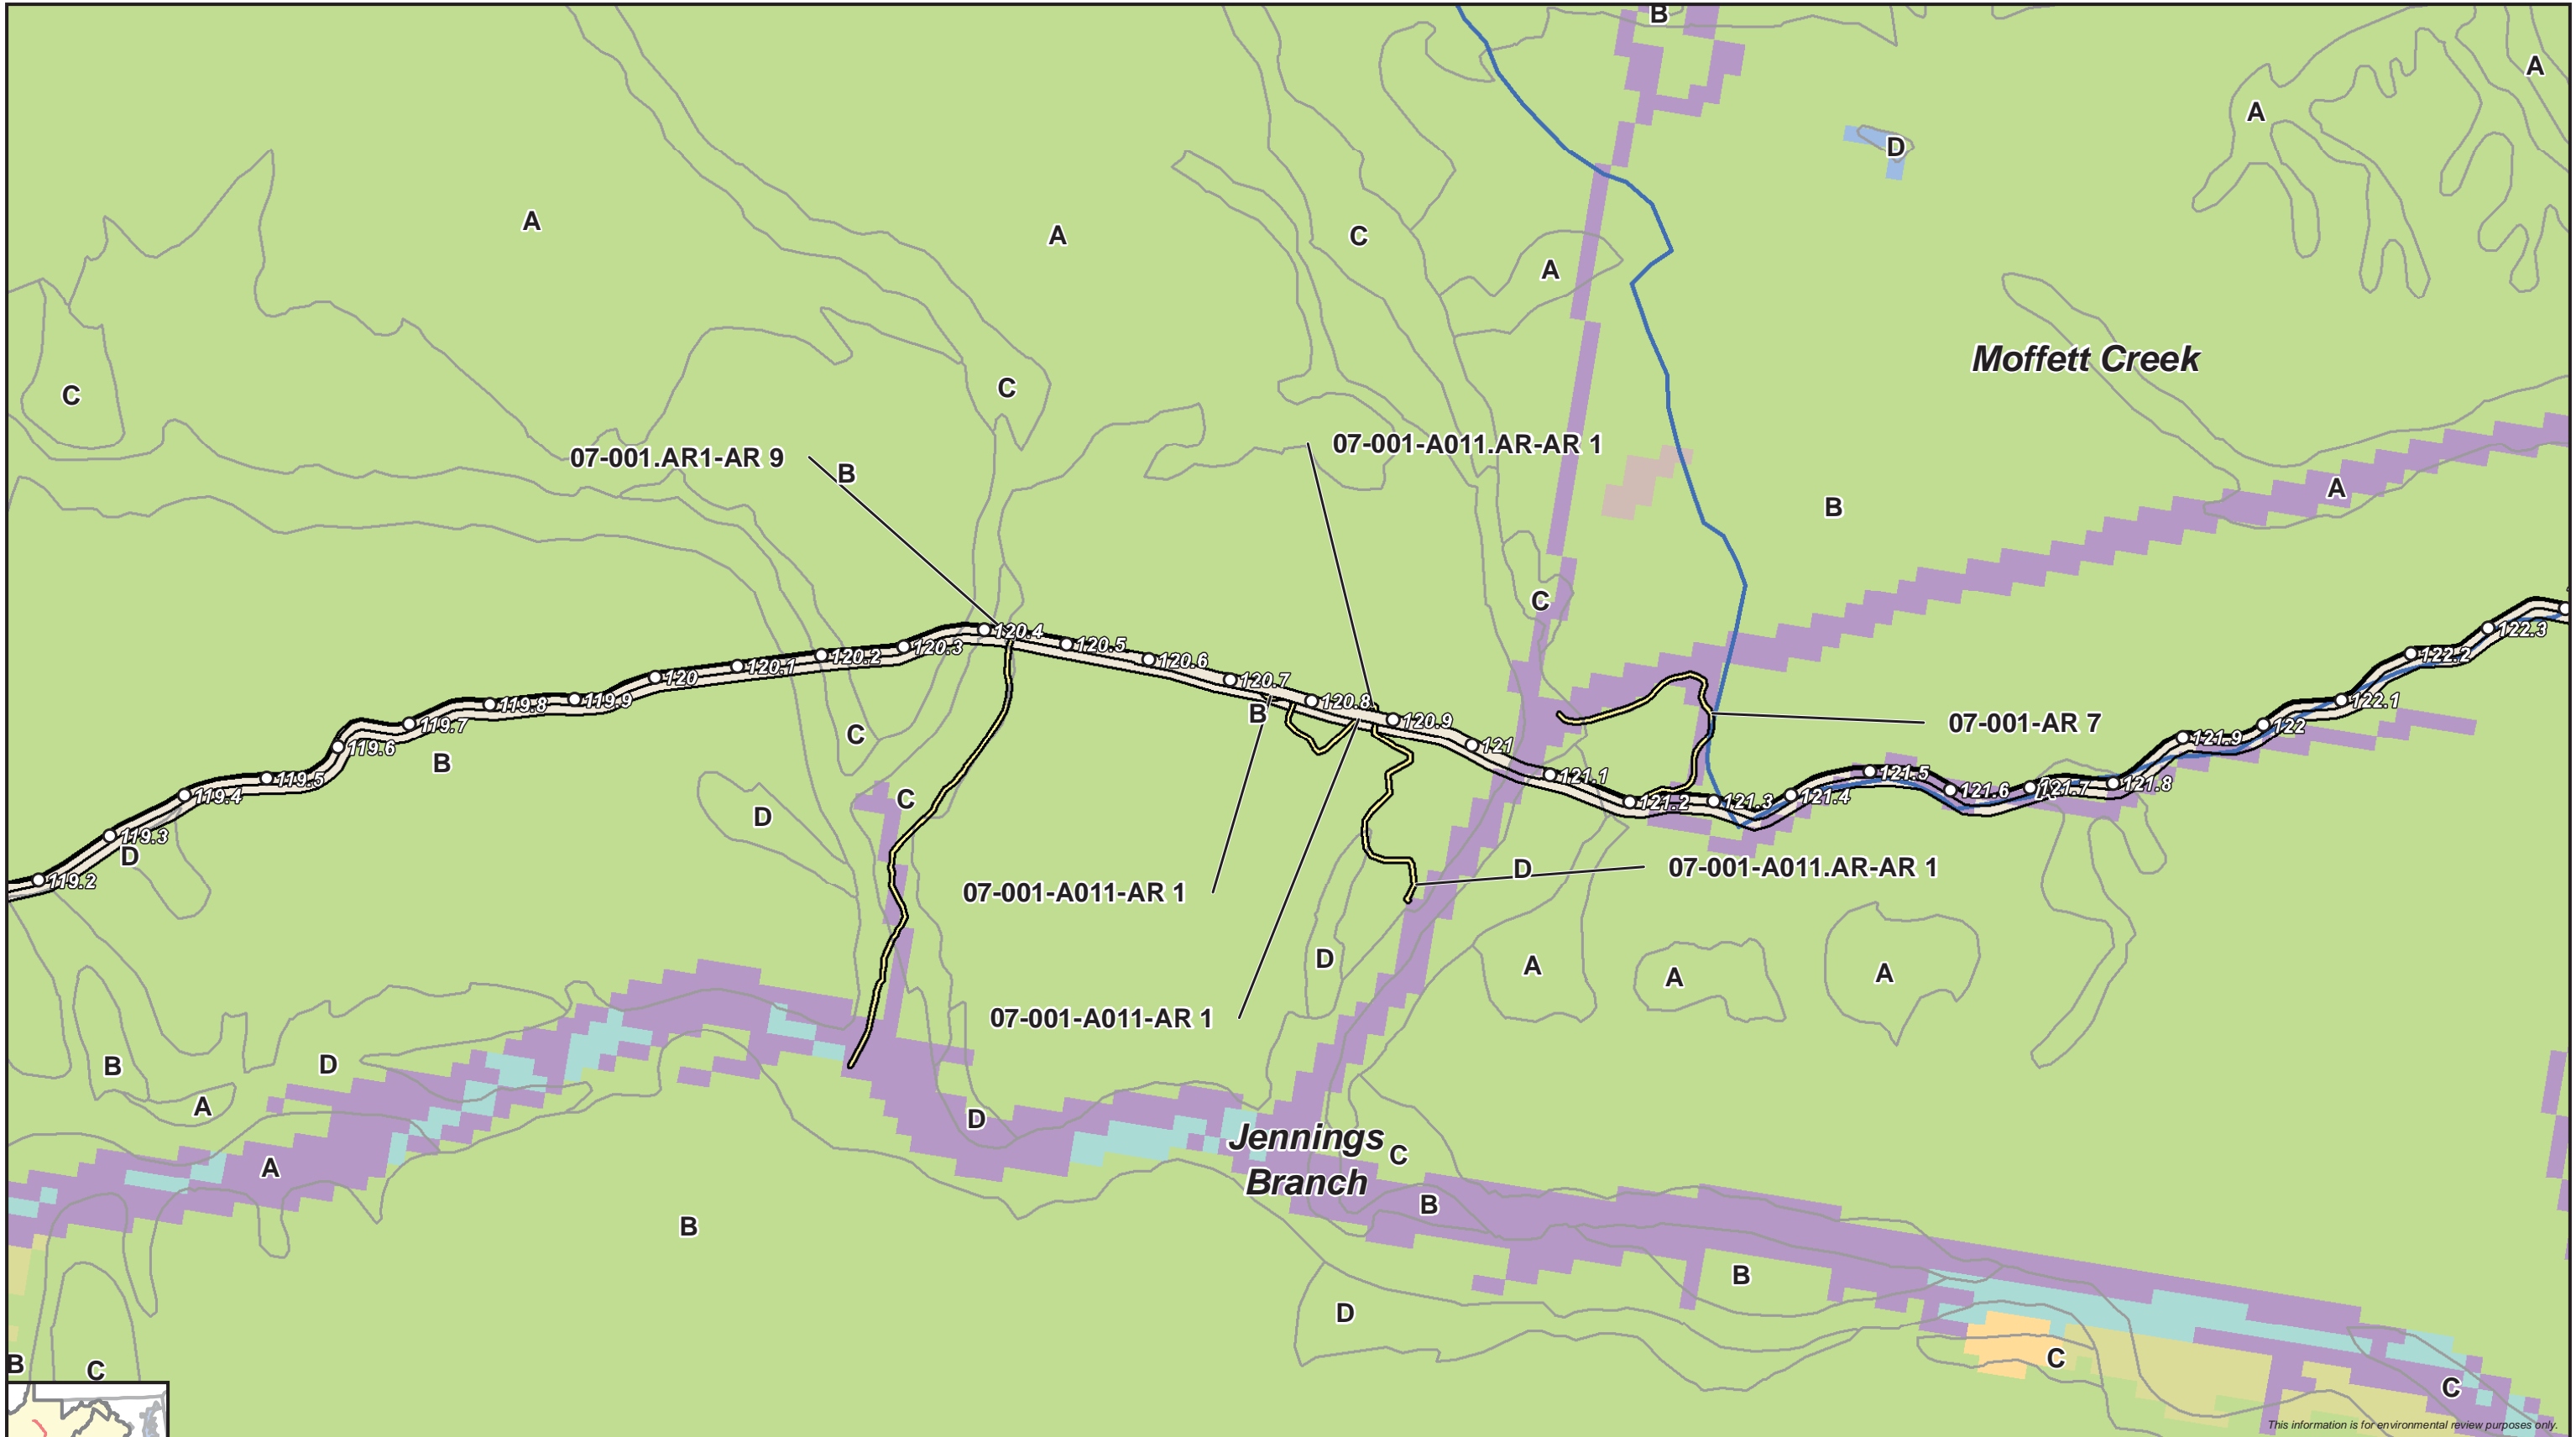 B
A
A
D
A
A
C
A
Moffett Creek
C
C
07-001-A011.AR-AR 1
07-001.AR1-AR 9
B
A
B
C
122.3
120.4
120.5
120.3
120.2
120.6
122.2
120.1
120
120.7
122.1
119.9
119.8
120.8
B
120.9
07-001-AR 7
119.7
122
C
119.6
121
121.9
B
119.5
121.1
121.5
121.8
121.7
121.6
119.4
C
121.2
121.3
121.4
D
119.3
D
D
07-001-A011.AR-AR 1
119.2
07-001-A011-AR 1
D
A
A
A
07-001-A011-AR 1
B
D
A
D
Jennings
Branch
C
A
B
B
B
D
C
B
C
C
This information is for environmental review purposes only.